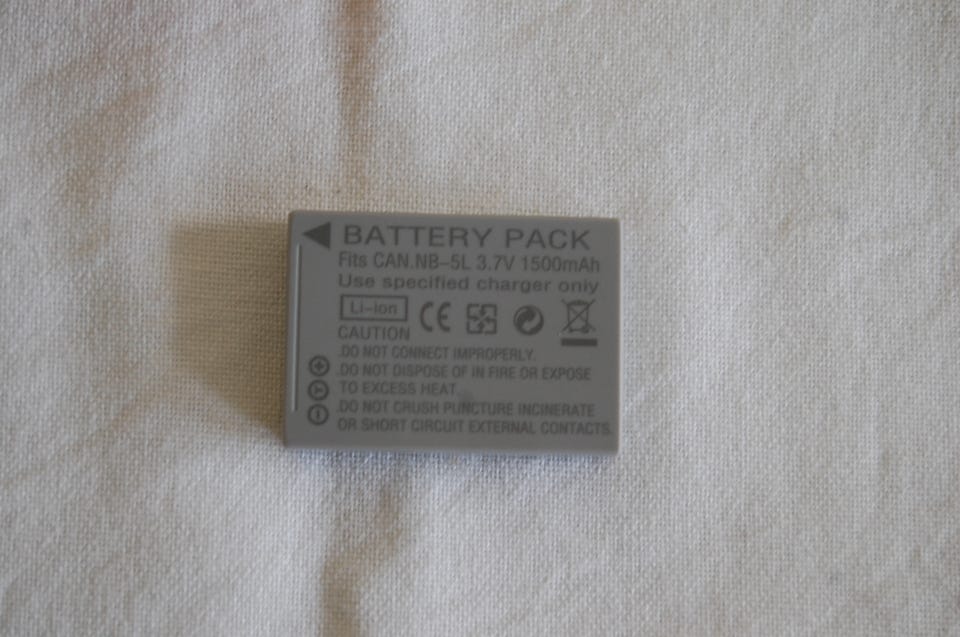 BATTERY PACK
Fits CAN.NB-5L 3.7V 1500mAh
Use specified charger only
Li-ion
CE
CAUTION
.DO NOT CONNECT IMPROPERLY.
.DO NOT DISPOSE OF IN FIRE OR EXPOSE
TO EXCESS HEAT.
.DO NOT CRUSH PUNCTURE INCINERATE
OR SHORT CIRCUIT EXTERNAL CONTACTS.